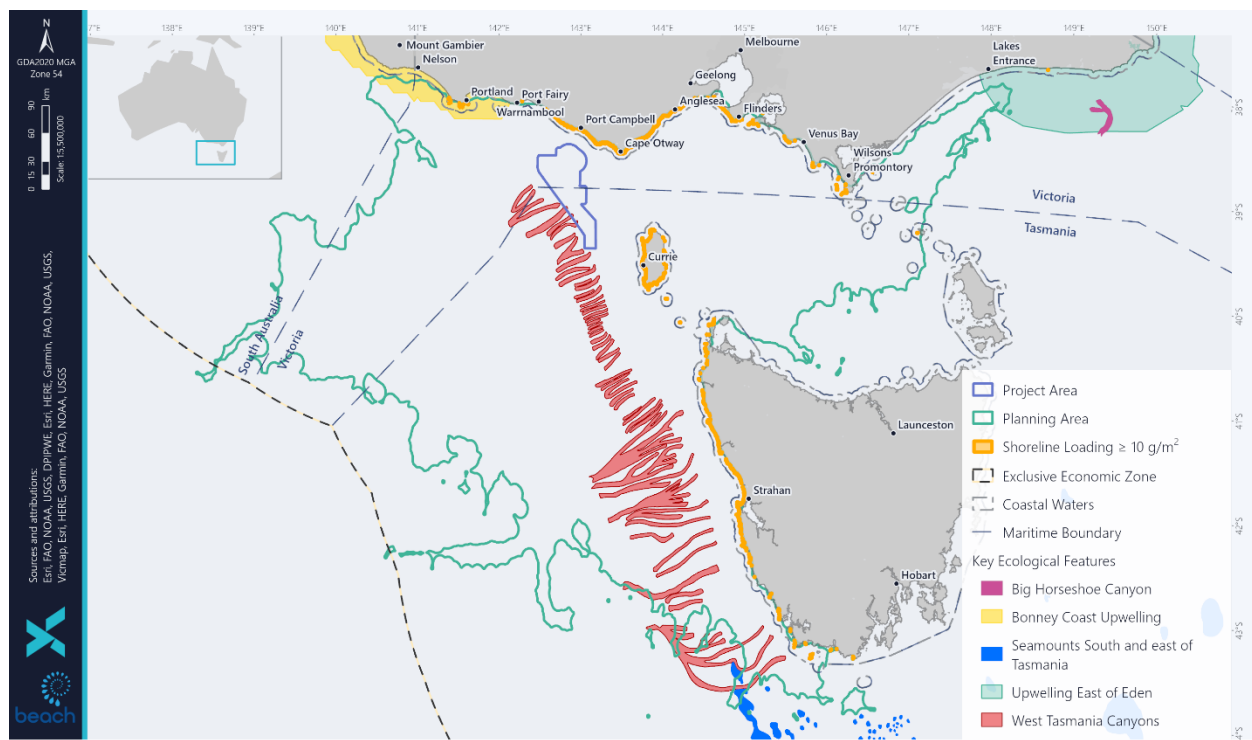 N
GDA2020 MGA
Zone 54
km
0 15 30 60 90
Scale: 1:5,500,000
Sources and attributions:
Esri, FAO, NOAA, USGS, DPIPWE, Esri, HERE, Garmin, FAO, NOAA, USGS,
Vicmap, Esri, HERE, Garmin, FAO, NOAA, USGS
beach
7°E 138°E 139°E 140°E 141°E 142°E 143°E 144°E 145°E 146°E 147°E 148°E 149°E 150°E
38°S
39°S
40°S
41°S
42°S
43°S
4°S
Mount Gambier
Nelson
Portland
Port Fairy
Warrnambool
Port Campbell
Cape Otway
Anglesea
Geelong
Melbourne
Flinders
Venus Bay
Wilsons
Promontory
Lakes
Entrance
Victoria
Tasmania
South Australia
Victoria
Currie
Launceston
Strahan
Hobart
Project Area
Planning Area
Shoreline Loading ≥ 10 g/m²
Exclusive Economic Zone
Coastal Waters
Maritime Boundary
Key Ecological Features
Big Horseshoe Canyon
Bonney Coast Upwelling
Seamounts South and east of
Tasmania
Upwelling East of Eden
West Tasmania Canyons